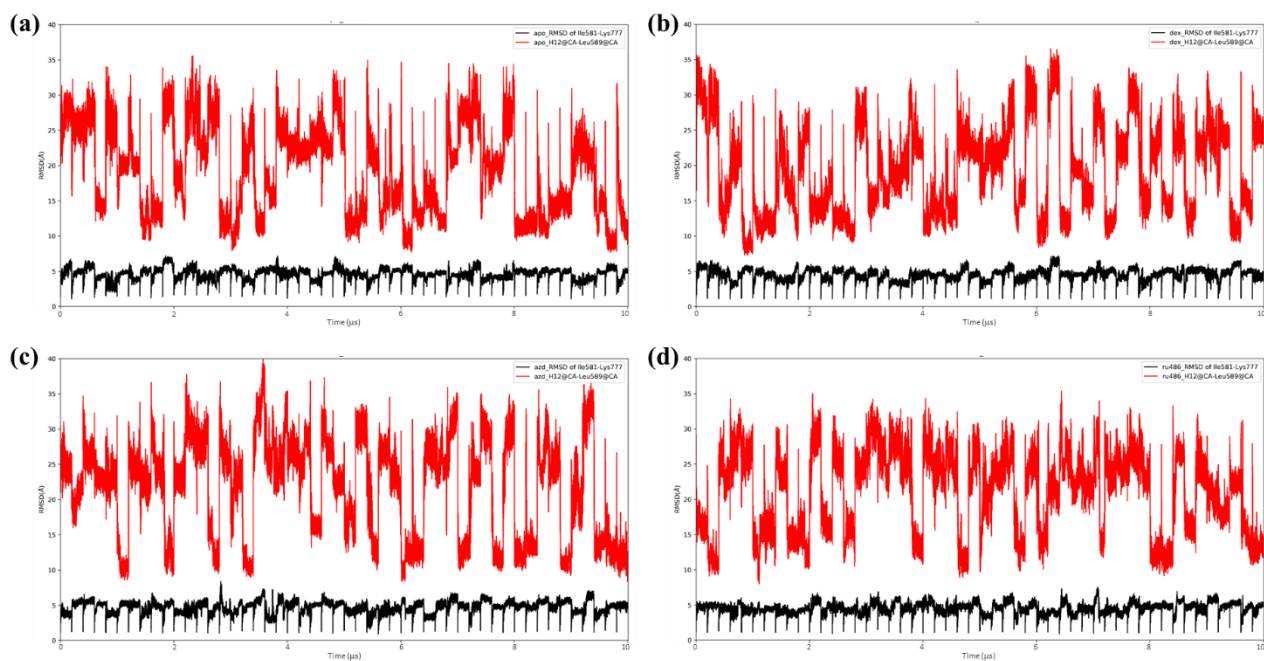 (a)
40
35
30
25
20
15
10
5
0
RMSD(Å)
0 2 4 6 8 10
Time (μs)
apo_RMSD of Ile581-Lys777
apo_H12@CA-Leu589@CA
(b)
40
35
30
25
20
15
10
5
0
0 2 4 6 8 10
Time (μs)
dex_RMSD of Ile581-Lys777
dex_H12@CA-Leu589@CA
(c)
40
35
30
25
20
15
10
5
0
RMSD(Å)
0 2 4 6 8 10
Time (μs)
azd_RMSD of Ile581-Lys777
azd_H12@CA-Leu589@CA
(d)
40
35
30
25
20
15
10
5
0
0 2 4 6 8 10
Time (μs)
ru486_RMSD of Ile581-Lys777
ru486_H12@CA-Leu589@CA